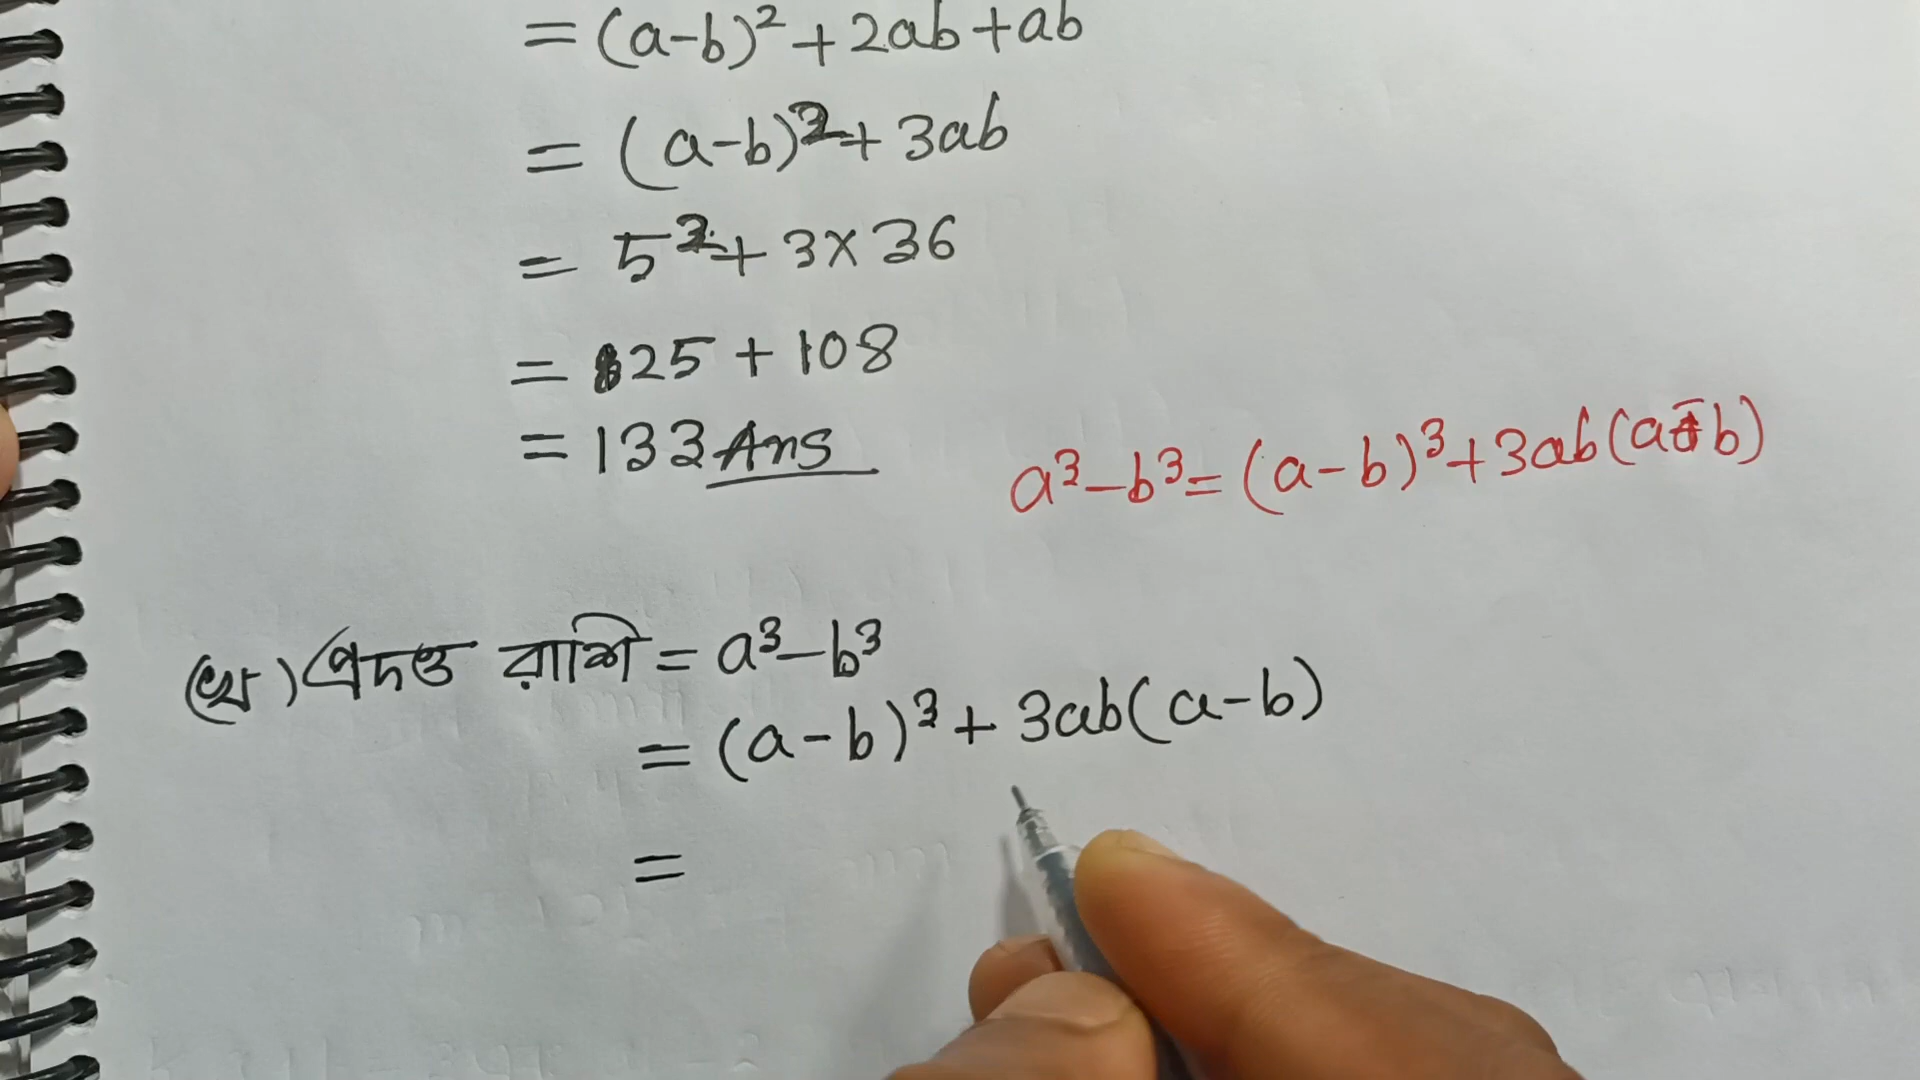 = (a-b)² + 2ab + ab
= (a-b)² + 3ab
= 5² + 3 × 36
= 25 + 108
= 133 Ans
a³ - b³ = (a-b)³ + 3ab(a-b)
(খ) প্রদত্ত রাশি = a³ - b³
= (a-b)³ + 3ab(a-b)
=